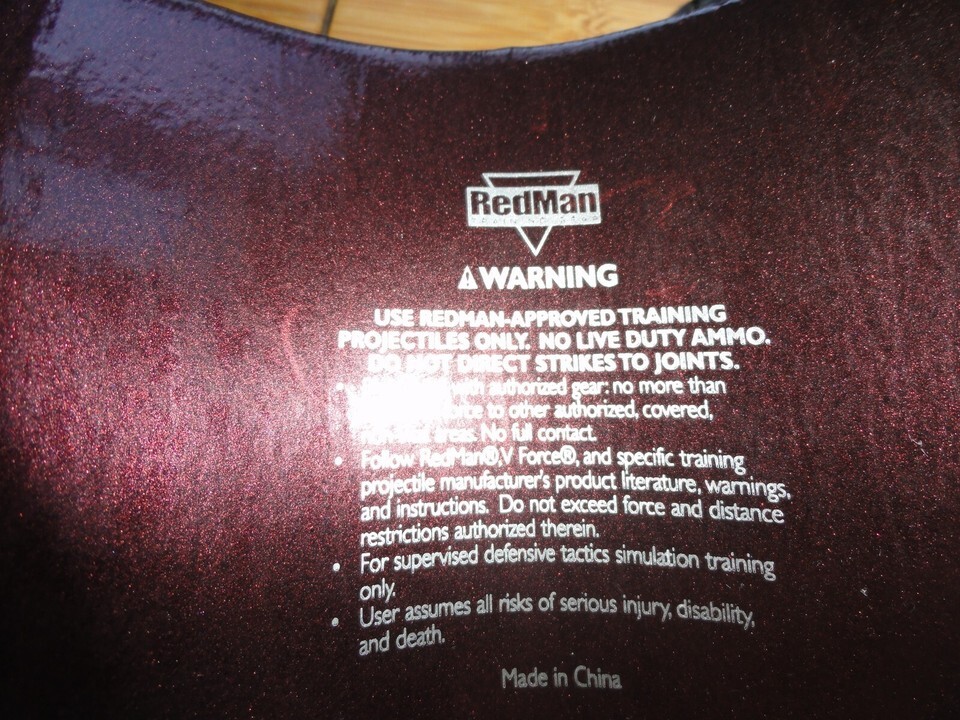 RedMan
TRAINING GEAR
WARNING
USE REDMAN-APPROVED TRAINING
PROJECTILES ONLY. NO LIVE DUTY AMMO.
DO NOT DIRECT STRIKES TO JOINTS.
• with authorized gear: no more than
force to other authorized, covered,
areas. No full contact.
• Follow RedMan®,V Force®, and specific training
projectile manufacturer's product literature, warnings,
and instructions. Do not exceed force and distance
restrictions authorized therein.
• For supervised defensive tactics simulation training
only.
• User assumes all risks of serious injury, disability,
and death.
Made in China